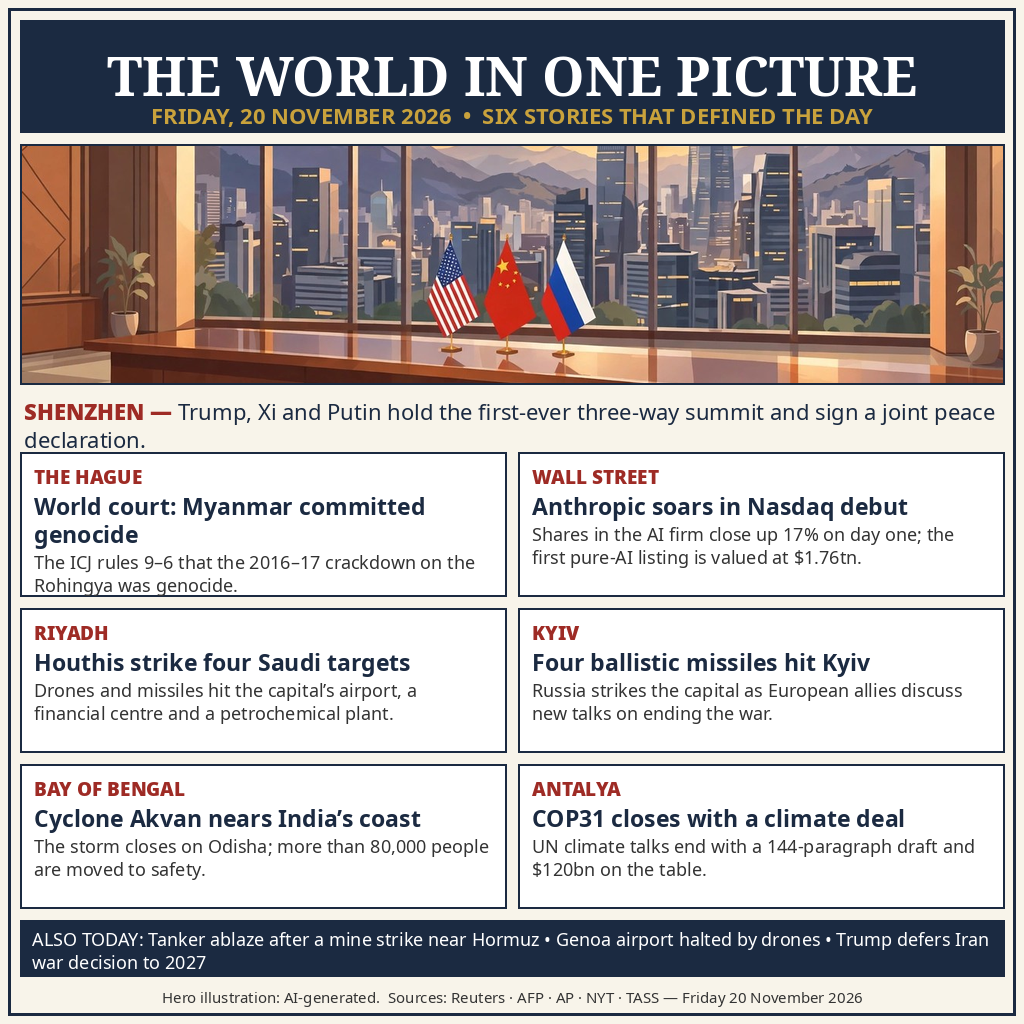 THE WORLD IN ONE PICTURE
FRIDAY, 20 NOVEMBER 2026 • SIX STORIES THAT DEFINED THE DAY
SHENZHEN — Trump, Xi and Putin hold the first-ever three-way summit and sign a joint peace
declaration.
THE HAGUE
World court: Myanmar committed
genocide
The ICJ rules 9–6 that the 2016–17 crackdown on the
Rohingya was genocide.
WALL STREET
Anthropic soars in Nasdaq debut
Shares in the AI firm close up 17% on day one; the
first pure-AI listing is valued at $1.76tn.
RIYADH
Houthis strike four Saudi targets
Drones and missiles hit the capital’s airport, a
financial centre and a petrochemical plant.
KYIV
Four ballistic missiles hit Kyiv
Russia strikes the capital as European allies discuss
new talks on ending the war.
BAY OF BENGAL
Cyclone Akvan nears India’s coast
The storm closes on Odisha; more than 80,000 people
are moved to safety.
ANTALYA
COP31 closes with a climate deal
UN climate talks end with a 144-paragraph draft and
$120bn on the table.
ALSO TODAY: Tanker ablaze after a mine strike near Hormuz • Genoa airport halted by drones • Trump defers Iran
war decision to 2027
Hero illustration: AI-generated. Sources: Reuters · AFP · AP · NYT · TASS — Friday 20 November 2026